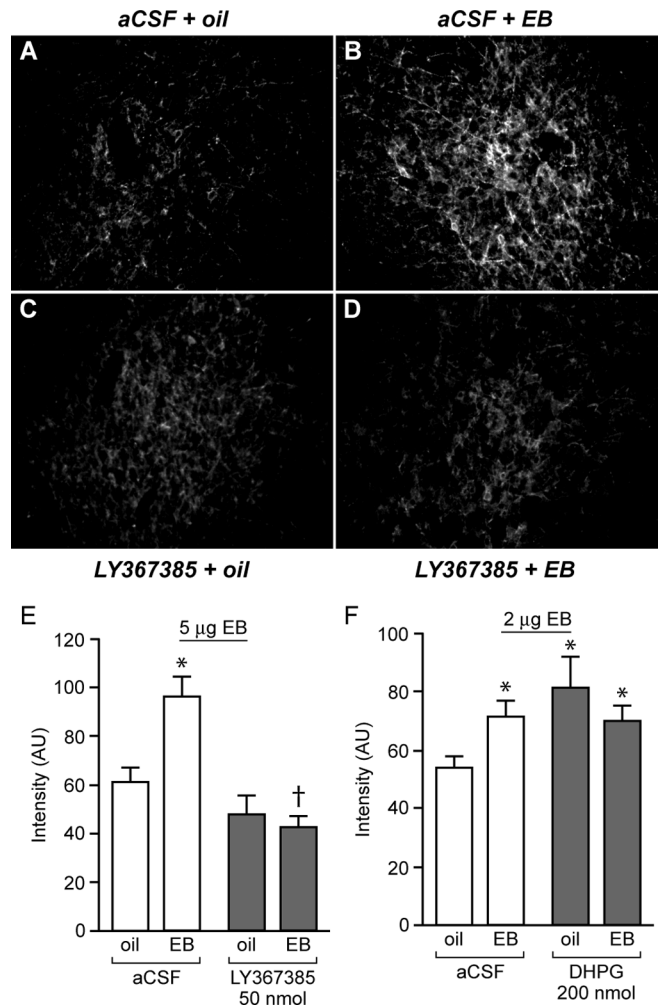 aCSF + oil
aCSF + EB
A
B
C
D
LY367385 + oil
LY367385 + EB
E
5 µg EB
120
100
80
60
40
20
0
Intensity (AU)
*
†
oil
EB
oil
EB
aCSF
LY367385
50 nmol
F
2 µg EB
100
80
60
40
20
0
Intensity (AU)
*
*
*
oil
EB
oil
EB
aCSF
DHPG
200 nmol